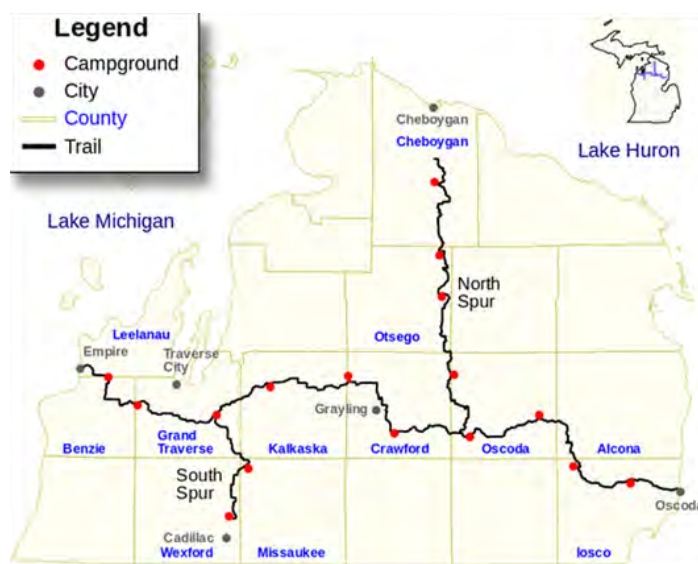 Legend
Campground
City
County
Trail
Cheboygan
Cheboygan
Lake Huron
Lake Michigan
North
Spur
Otsego
Leelanau
Empire
Traverse
City
Grayling
Benzie
Grand
Traverse
Kalkaska
Crawford
Oscoda
Alcona
South
Spur
Oscoda
Cadillac
Wexford
Missaukee
Iosco